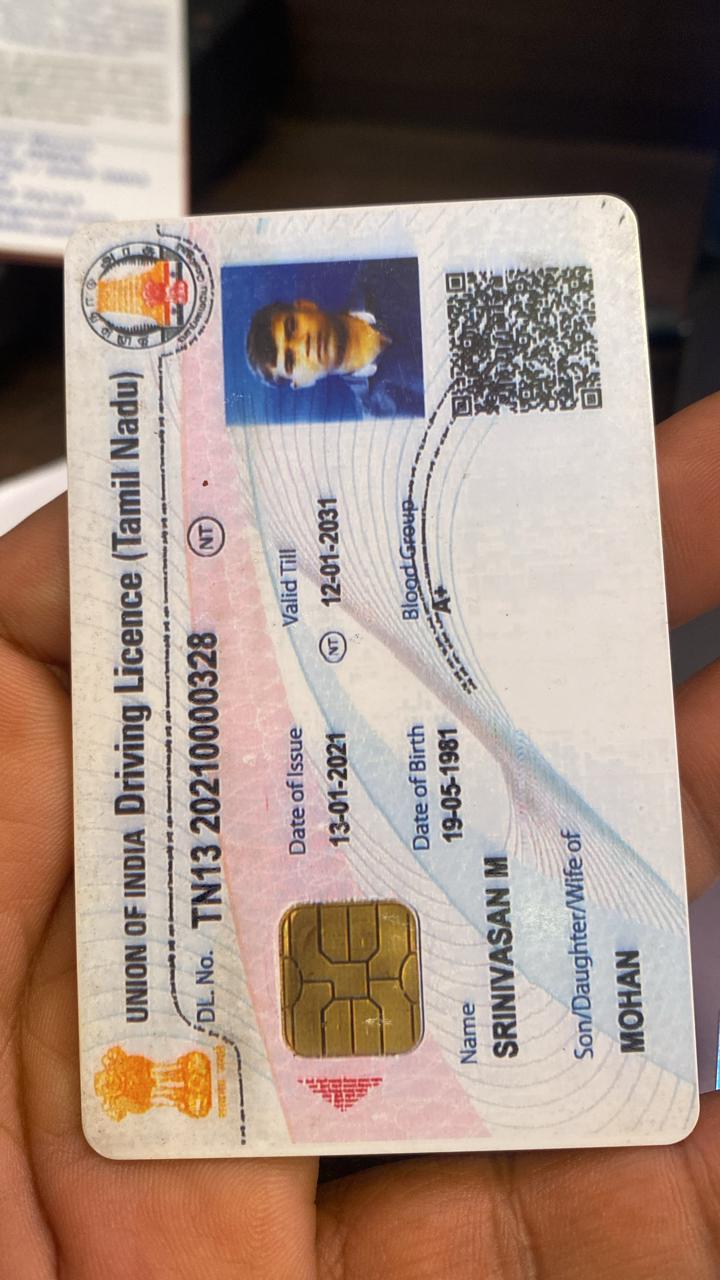 UNION OF INDIA Driving Licence (Tamil Nadu)
DL. No. TN13 20210000328 NT
Date of Issue Valid Till
13-01-2021 NT 12-01-2031
Date of Birth Blood Group
19-05-1981 A+
Name
SRINIVASAN M
Son/Daughter/Wife of
MOHAN